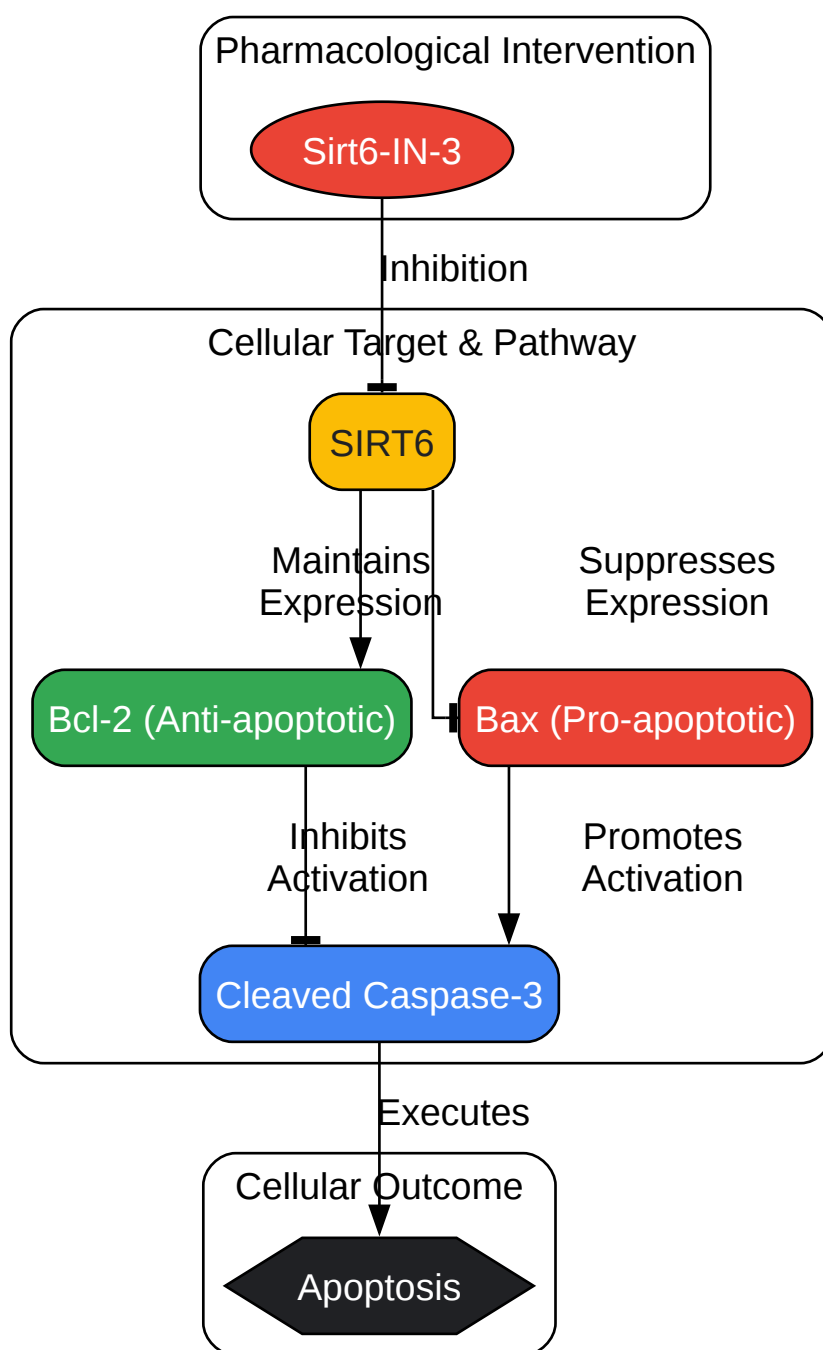 Pharmacological Intervention
Sirt6-IN-3
Inhibition
Cellular Target & Pathway
SIRT6
Maintains
Expression
Suppresses
Expression
Bcl-2 (Anti-apoptotic)
Bax (Pro-apoptotic)
Inhibits
Activation
Promotes
Activation
Cleaved Caspase-3
Executes
Cellular Outcome
Apoptosis